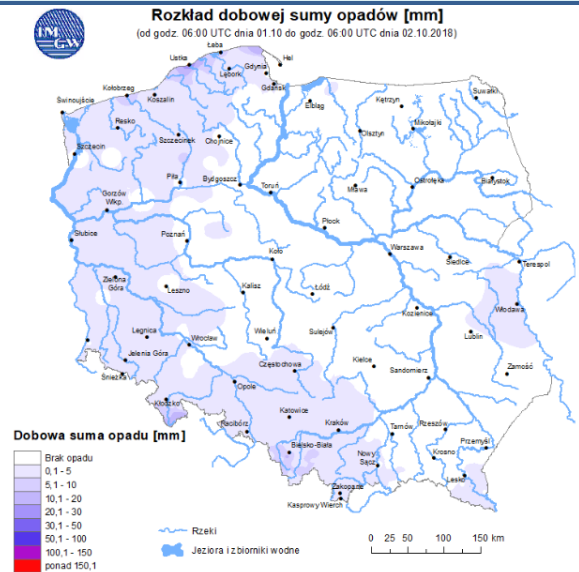 IM
GW
Rozkład dobowej sumy opadów [mm]
(od godz. 06:00 UTC dnia 01.10 do godz. 06:00 UTC dnia 02.10.2018)
Łeba
Ustka
Lębork
Gdynia
Hel
Gdańsk
Kołobrzeg
Koszalin
Elbląg
Kętrzyn
Suwałki
Świnoujście
Resko
Szczecinek
Chojnice
Olsztyn
Mikołajki
Szczecin
Piła
Bydgoszcz
Toruń
Mława
Ostrołęka
Białystok
Gorzów
Wlkp.
Płock
Słubice
Poznań
Koło
Warszawa
Siedlce
Terespol
Zielona
Góra
Leszno
Kalisz
Łódź
Kozienice
Włodawa
Legnica
Wrocław
Wieluń
Sulejów
Lublin
Jelenia Góra
Śnieżka
Częstochowa
Kielce
Sandomierz
Zamość
Kłodzko
Opole
Katowice
Racibórz
Kraków
Tarnów
Rzeszów
Bielsko-Biała
Nowy
Sącz
Krosno
Przemyśl
Lesko
Zakopane
Kasprowy Wierch
Dobowa suma opadu [mm]
Brak opadu
0,1 - 5
5,1 - 10
10,1 - 20
20,1 - 30
30,1 - 50
50,1 - 100
100,1 - 150
ponad 150,1
Rzeki
Jeziora i zbiorniki wodne
0 25 50 100 150 km